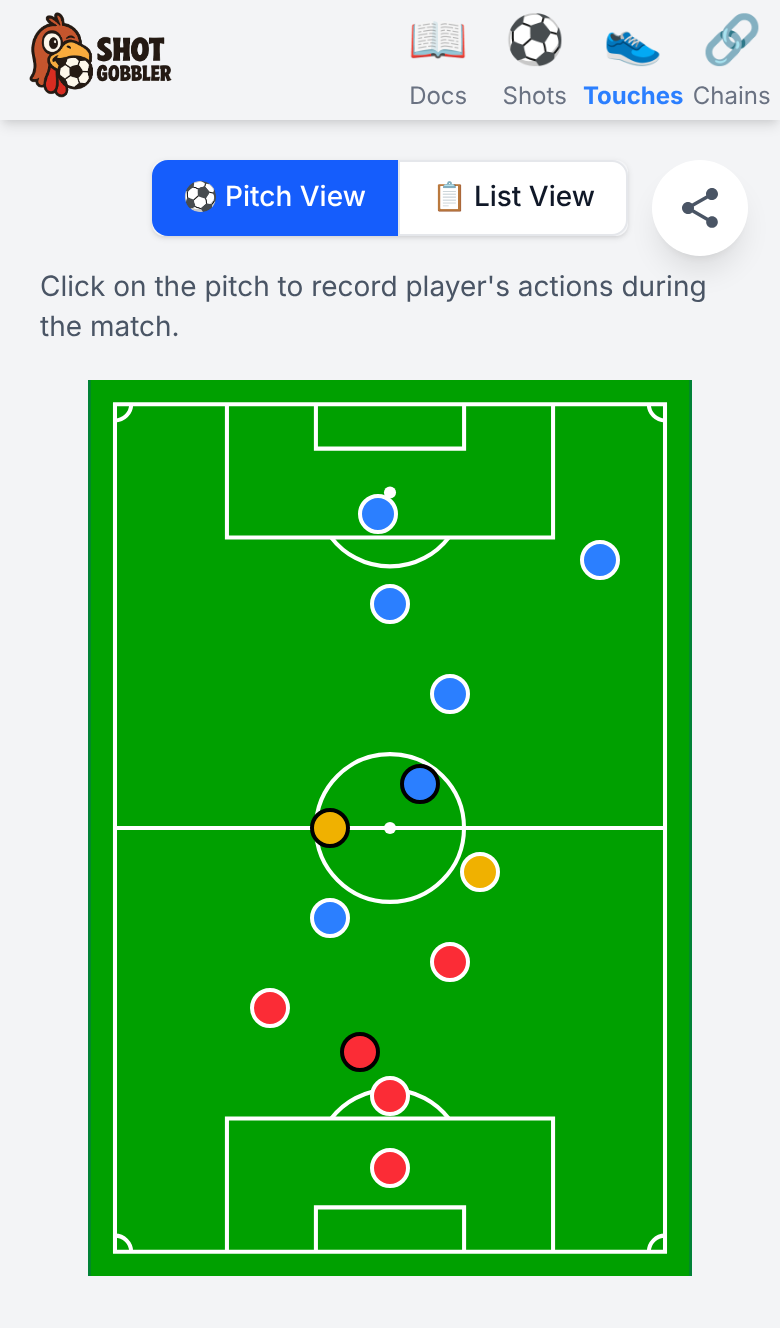 SHOT
GOBBLER
Docs
Shots
Touches
Chains
Pitch View
List View
Click on the pitch to record player's actions during
the match.